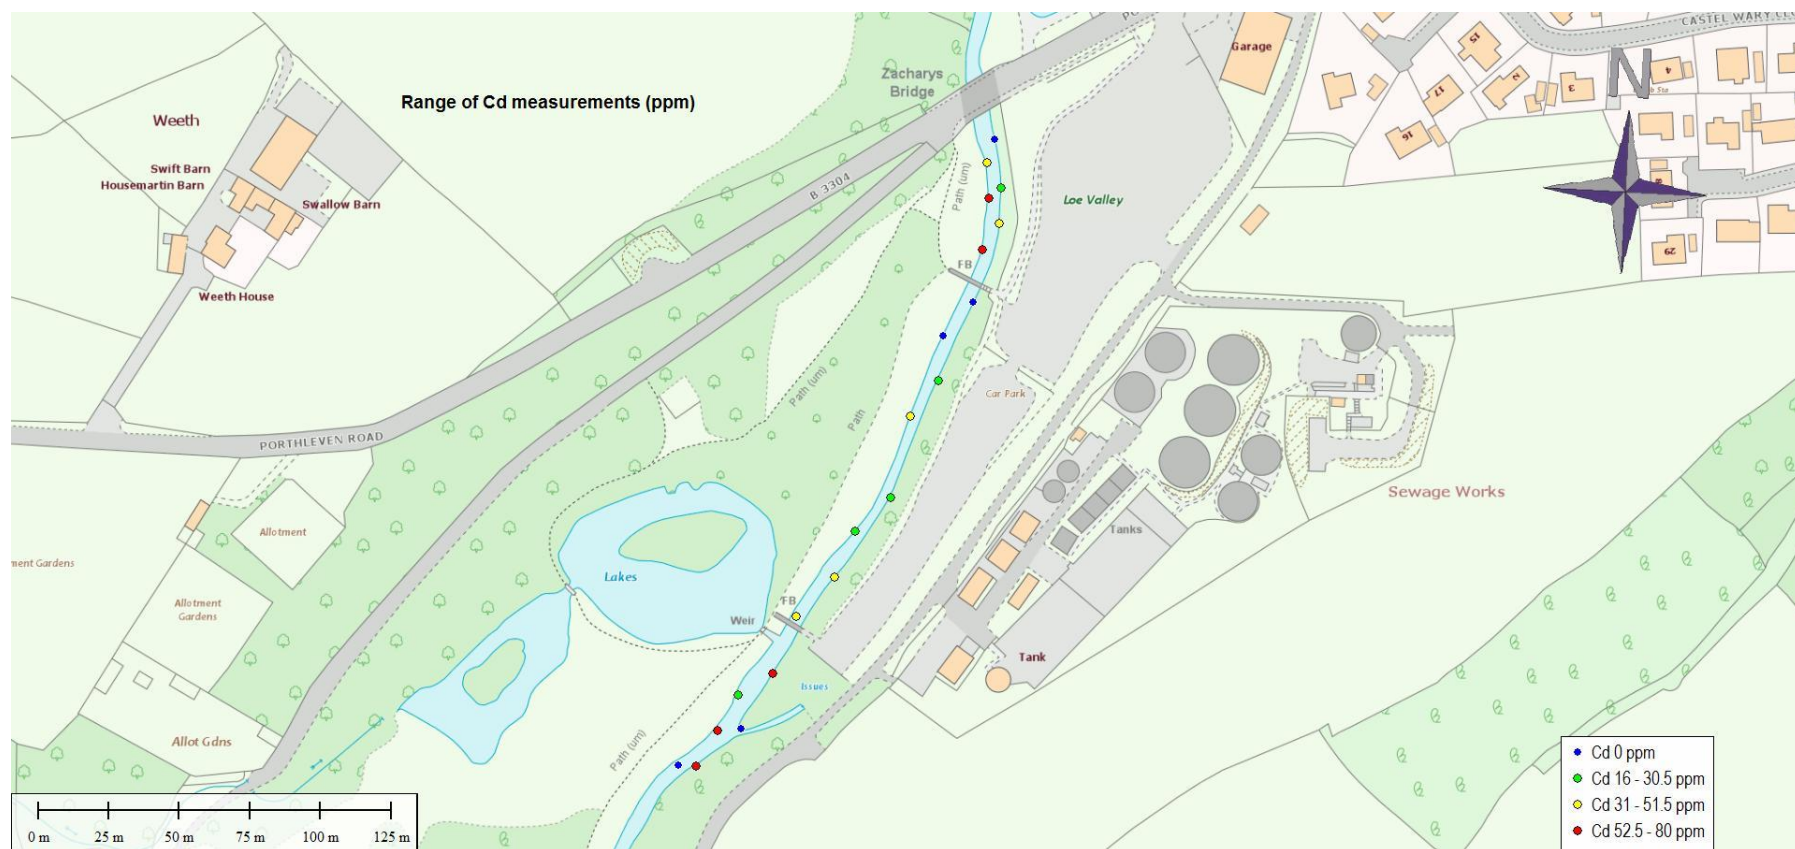 CASTEL WARY CL
Garage
15
N
4
Zacharys
Bridge
2
3
17
Range of Cd measurements (ppm)
Weeth
16
Swift Barn
Housemartin Barn
Path (um)
B 3304
8
Swallow Barn
Loe Valley
29
FB
Weeth House
Path (um)
Car Park
Path
PORTHLEVEN ROAD
Sewage Works
Allotment
Tanks
ment Gardens
Lakes
Allotment
Gardens
FB
Weir
Tank
Issues
Allot Gdns
Path (um)
Cd 0 ppm
Cd 16 - 30.5 ppm
Cd 31 - 51.5 ppm
Cd 52.5 - 80 ppm
0 m 25 m 50 m 75 m 100 m 125 m